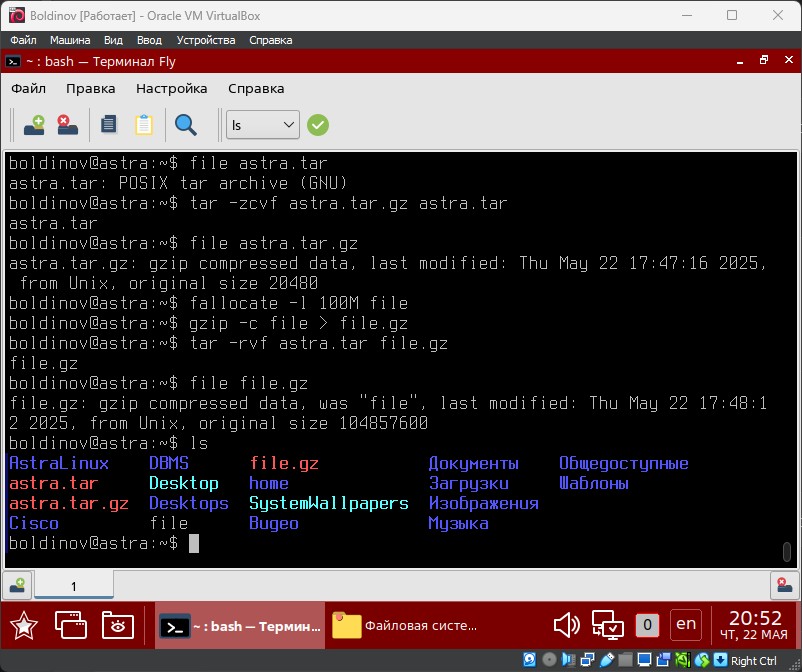 Boldinov [Работает] - Oracle VM VirtualBox
Файл Машина Вид Ввод Устройства Справка
~ : bash — Терминал Fly
Файл Правка Настройка Справка
ls
boldinov@astra:~$ file astra.tar
astra.tar: POSIX tar archive (GNU)
boldinov@astra:~$ tar -zcvf astra.tar.gz astra.tar
astra.tar
boldinov@astra:~$ file astra.tar.gz
astra.tar.gz: gzip compressed data, last modified: Thu May 22 17:47:16 2025,
 from Unix, original size 20480
boldinov@astra:~$ fallocate -l 100M file
boldinov@astra:~$ gzip -c file > file.gz
boldinov@astra:~$ tar -rvf astra.tar file.gz
file.gz
boldinov@astra:~$ file file.gz
file.gz: gzip compressed data, was "file", last modified: Thu May 22 17:48:1
2 2025, from Unix, original size 104857600
boldinov@astra:~$ ls
AstraLinux DBMS file.gz Документы Общедоступные
astra.tar Desktop home Загрузки Шаблоны
astra.tar.gz Desktops SystemWallpapers Изображения
Cisco file Видео Музыка
boldinov@astra:~$
1
~ : bash — Термин... Файловая систе... 0 en 20:52
ЧТ, 22 МАЯ
Right Ctrl